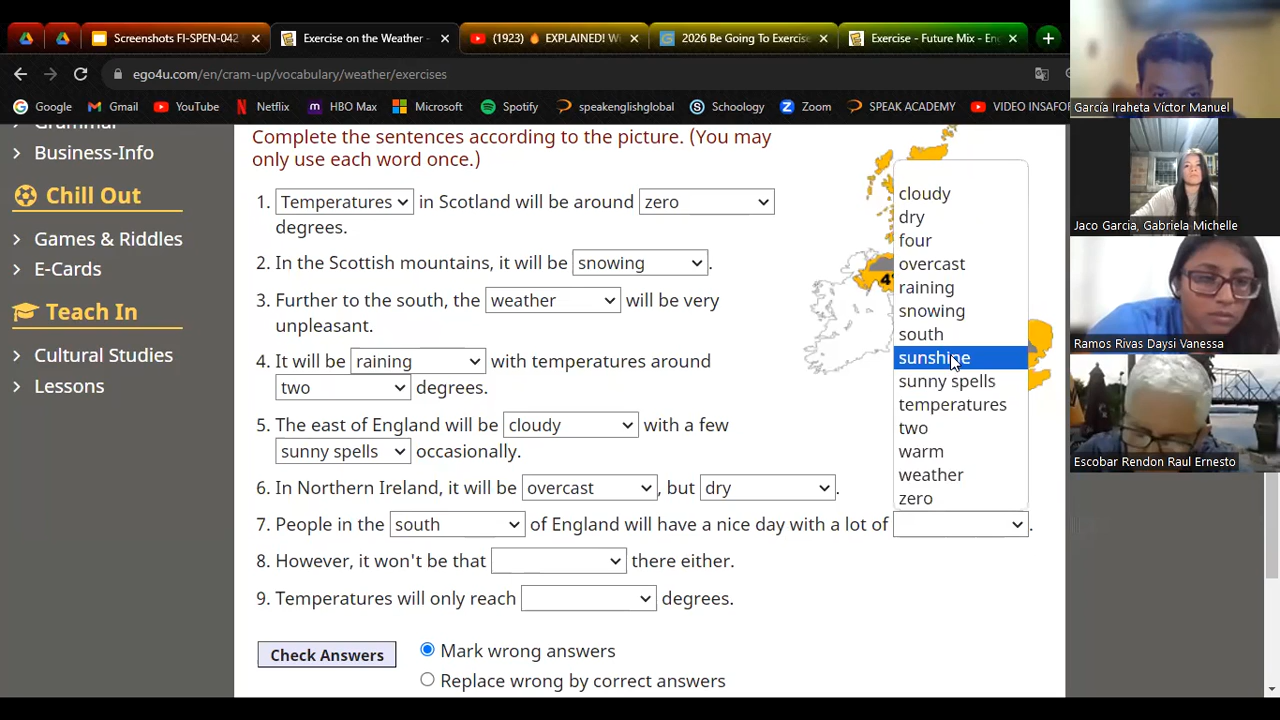 Screenshots FI-SPEN-042
Exercise on the Weather -
(1923) 🔥 EXPLAINED! W
2026 Be Going To Exercise
Exercise - Future Mix - Eng
ego4u.com/en/cram-up/vocabulary/weather/exercises
Google Gmail YouTube Netflix HBO Max Microsoft Spotify speakenglishglobal Schoology Zoom SPEAK ACADEMY VIDEO INSAFOR
Grammar
Business-Info
Chill Out
Games & Riddles
E-Cards
Teach In
Cultural Studies
Lessons
Complete the sentences according to the picture. (You may
only use each word once.)
1. Temperatures in Scotland will be around zero
degrees.
2. In the Scottish mountains, it will be snowing.
3. Further to the south, the weather will be very
unpleasant.
4. It will be raining with temperatures around
two degrees.
5. The east of England will be cloudy with a few
sunny spells occasionally.
6. In Northern Ireland, it will be overcast, but dry.
7. People in the south of England will have a nice day with a lot of .
8. However, it won't be that there either.
9. Temperatures will only reach degrees.
Check Answers
Mark wrong answers
Replace wrong by correct answers
cloudy
dry
four
overcast
raining
snowing
south
sunshine
sunny spells
temperatures
two
warm
weather
zero
García Iraheta Víctor Manuel
Jaco Garcia, Gabriela Michelle
Ramos Rivas Daysi Vanessa
Escobar Rendon Raul Ernesto